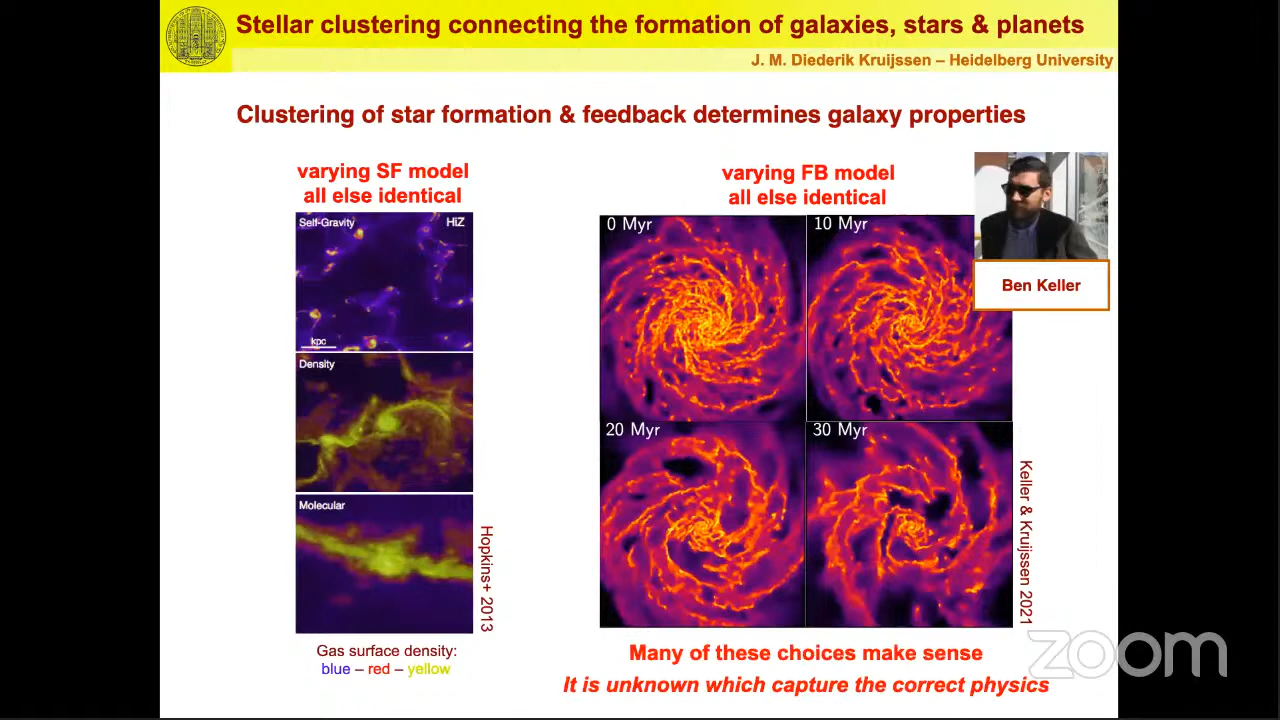 Stellar clustering connecting the formation of galaxies, stars & planets
J. M. Diederik Kruijssen – Heidelberg University
Clustering of star formation & feedback determines galaxy properties
varying SF model
all else identical
Self-Gravity
HiZ
kpc
Density
Molecular
Hopkins+ 2013
Gas surface density:
blue – red – yellow
varying FB model
all else identical
0 Myr
10 Myr
20 Myr
30 Myr
Ben Keller
Keller & Kruijssen 2021
Many of these choices make sense
It is unknown which capture the correct physics
zoom